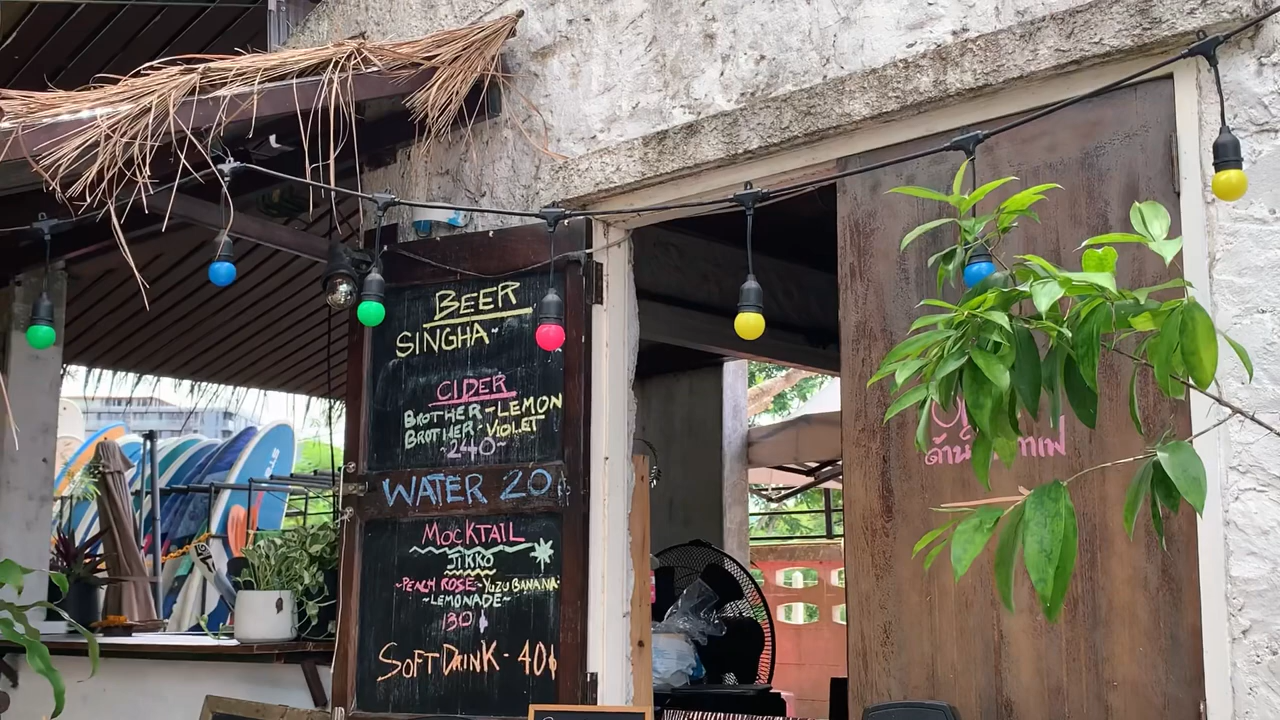 BEER
SINGHA-
CIDER
BROTHER-LEMON
BROTHER-VIOLET
-240-
WATER 20฿
MOCKTAIL
JIKKO
-PEACH ROSE-YUZU BANANA-
-LEMONADE-
130฿
SOFT DRINK - 40฿